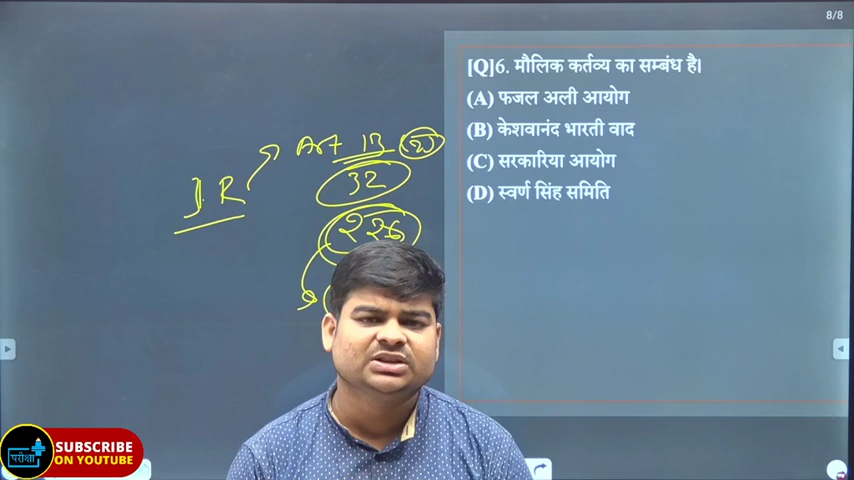 8/8
[Q]6. मौलिक कर्तव्य का सम्बंध है।
(A) फजल अली आयोग
(B) केशवानंद भारती वाद
(C) सरकारिया आयोग
(D) स्वर्ण सिंह समिति
Art 13 (2)
J.R
32
226
परीक्षा
SUBSCRIBE
ON YOUTUBE